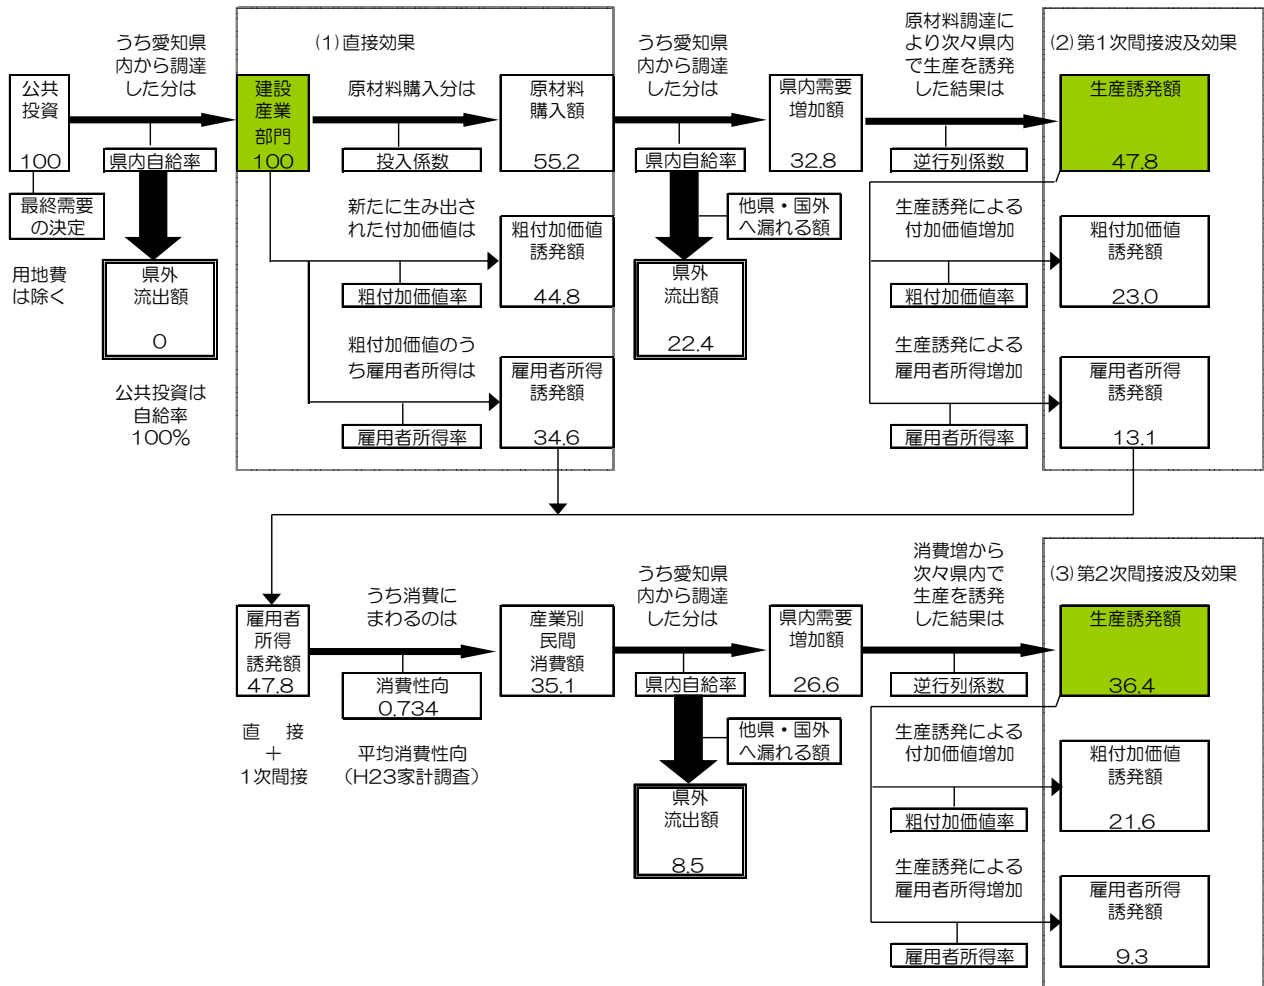 うち愛知県
内から調達
した分は
(1)直接効果
うち愛知県
内から調達
した分は
原材料調達に
より次々県内
で生産を誘発
した結果は
(2)第1次間接波及効果
公共
投資
100
県内自給率
建設
産業
部門
100
原材料購入分は
投入係数
原材料
購入額
55.2
県内自給率
県内需要
増加額
32.8
逆行列係数
生産誘発額
47.8
最終需要
の決定
用地費
は除く
県外
流出額
0
公共投資は
自給率
100%
新たに生み出さ
れた付加価値は
粗付加価値率
粗付加価値
誘発額
44.8
他県・国外
へ漏れる額
県外
流出額
22.4
生産誘発による
付加価値増加
粗付加価値率
粗付加価値
誘発額
23.0
粗付加価値のう
ち雇用者所得は
雇用者所得率
雇用者所得
誘発額
34.6
生産誘発による
雇用者所得増加
雇用者所得率
雇用者所得
誘発額
13.1
雇用者
所得
誘発額
47.8
直 接
+
1次間接
うち消費に
まわるのは
消費性向
0.734
平均消費性向
(H23家計調査)
産業別
民間
消費額
35.1
うち愛知県
内から調達
した分は
県内自給率
他県・国外
へ漏れる額
県外
流出額
8.5
県内需要
増加額
26.6
消費増から
次々県内で
生産を誘発
した結果は
逆行列係数
(3)第2次間接波及効果
生産誘発額
36.4
生産誘発による
付加価値増加
粗付加価値率
粗付加価値
誘発額
21.6
生産誘発による
雇用者所得増加
雇用者所得率
雇用者所得
誘発額
9.3